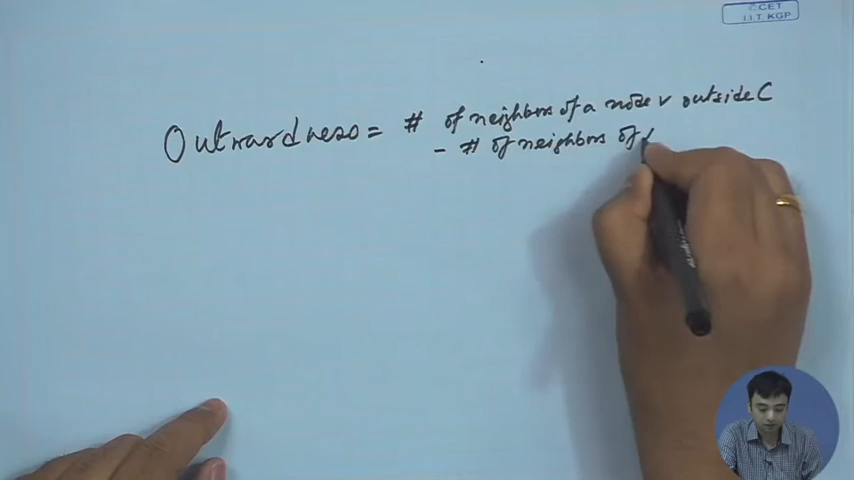 © CET
I.I.T. KGP
Outwardness = # of neighbors of a node v outside C
- # of neighbors of v